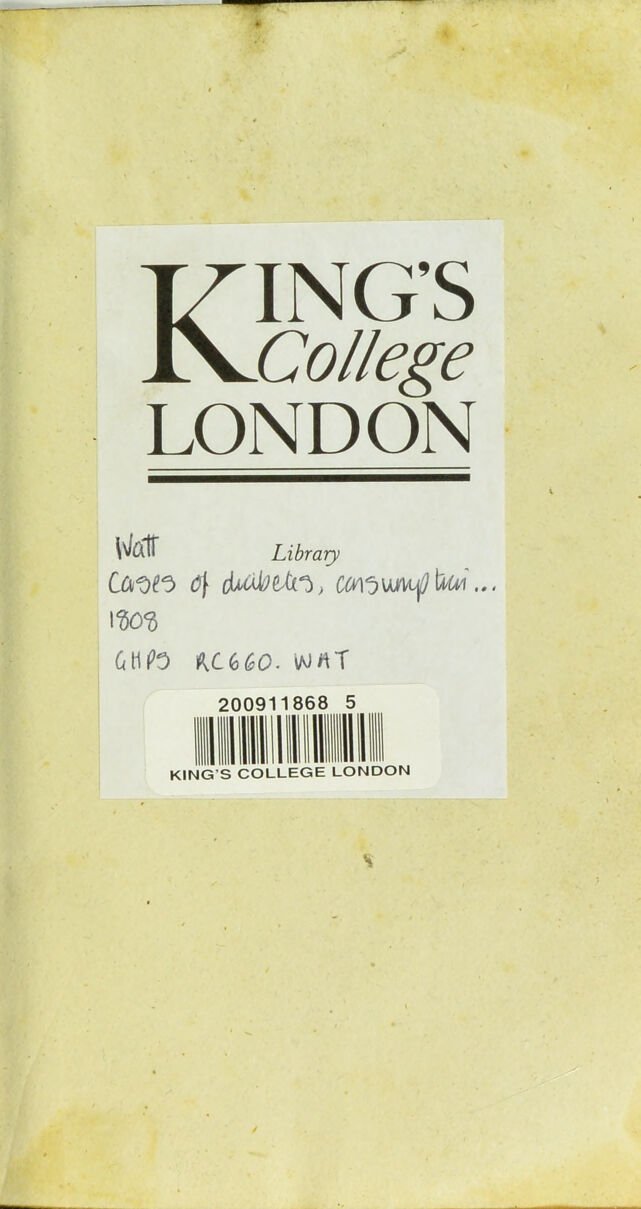 KING'S
College
LONDON
Library
Watt
Cases of diabetes, consumption...
1808
GHPS RC660. WAT
200911868 5
KING'S COLLEGE LONDON